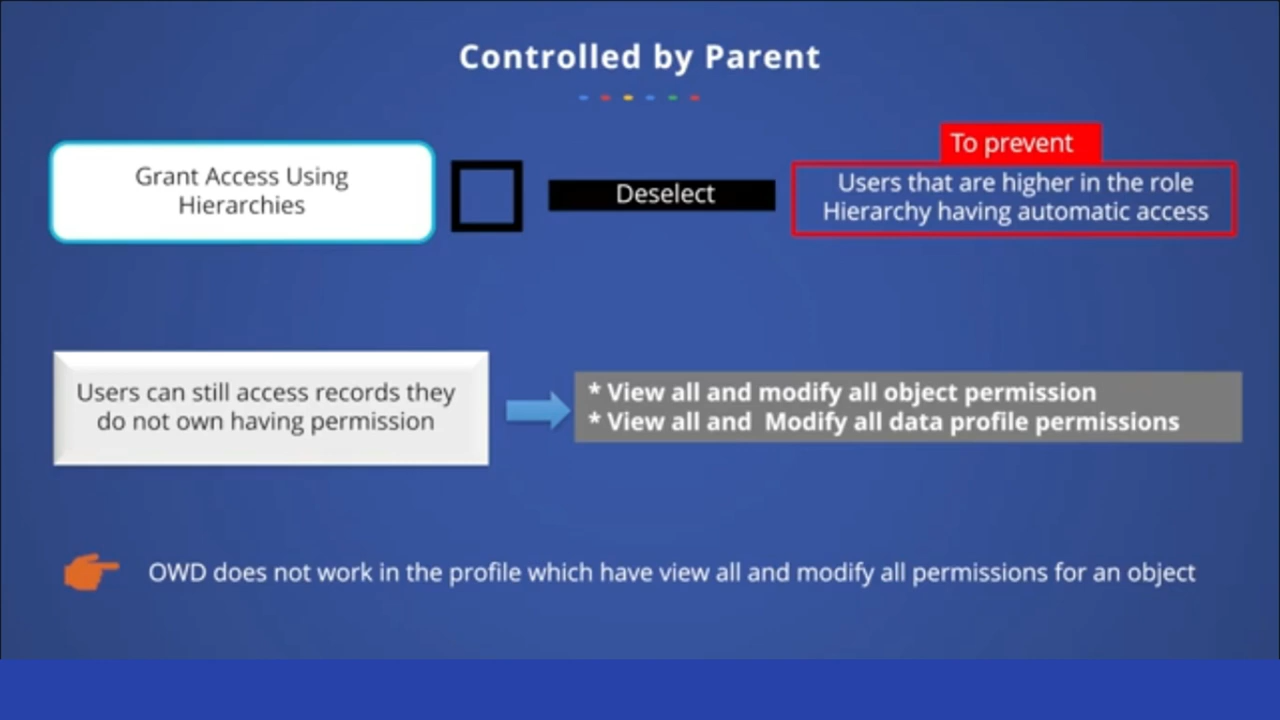 Controlled by Parent
Grant Access Using
Hierarchies
Deselect
To prevent
Users that are higher in the role
Hierarchy having automatic access
Users can still access records they
do not own having permission
* View all and modify all object permission
* View all and  Modify all data profile permissions
OWD does not work in the profile which have view all and modify all permissions for an object